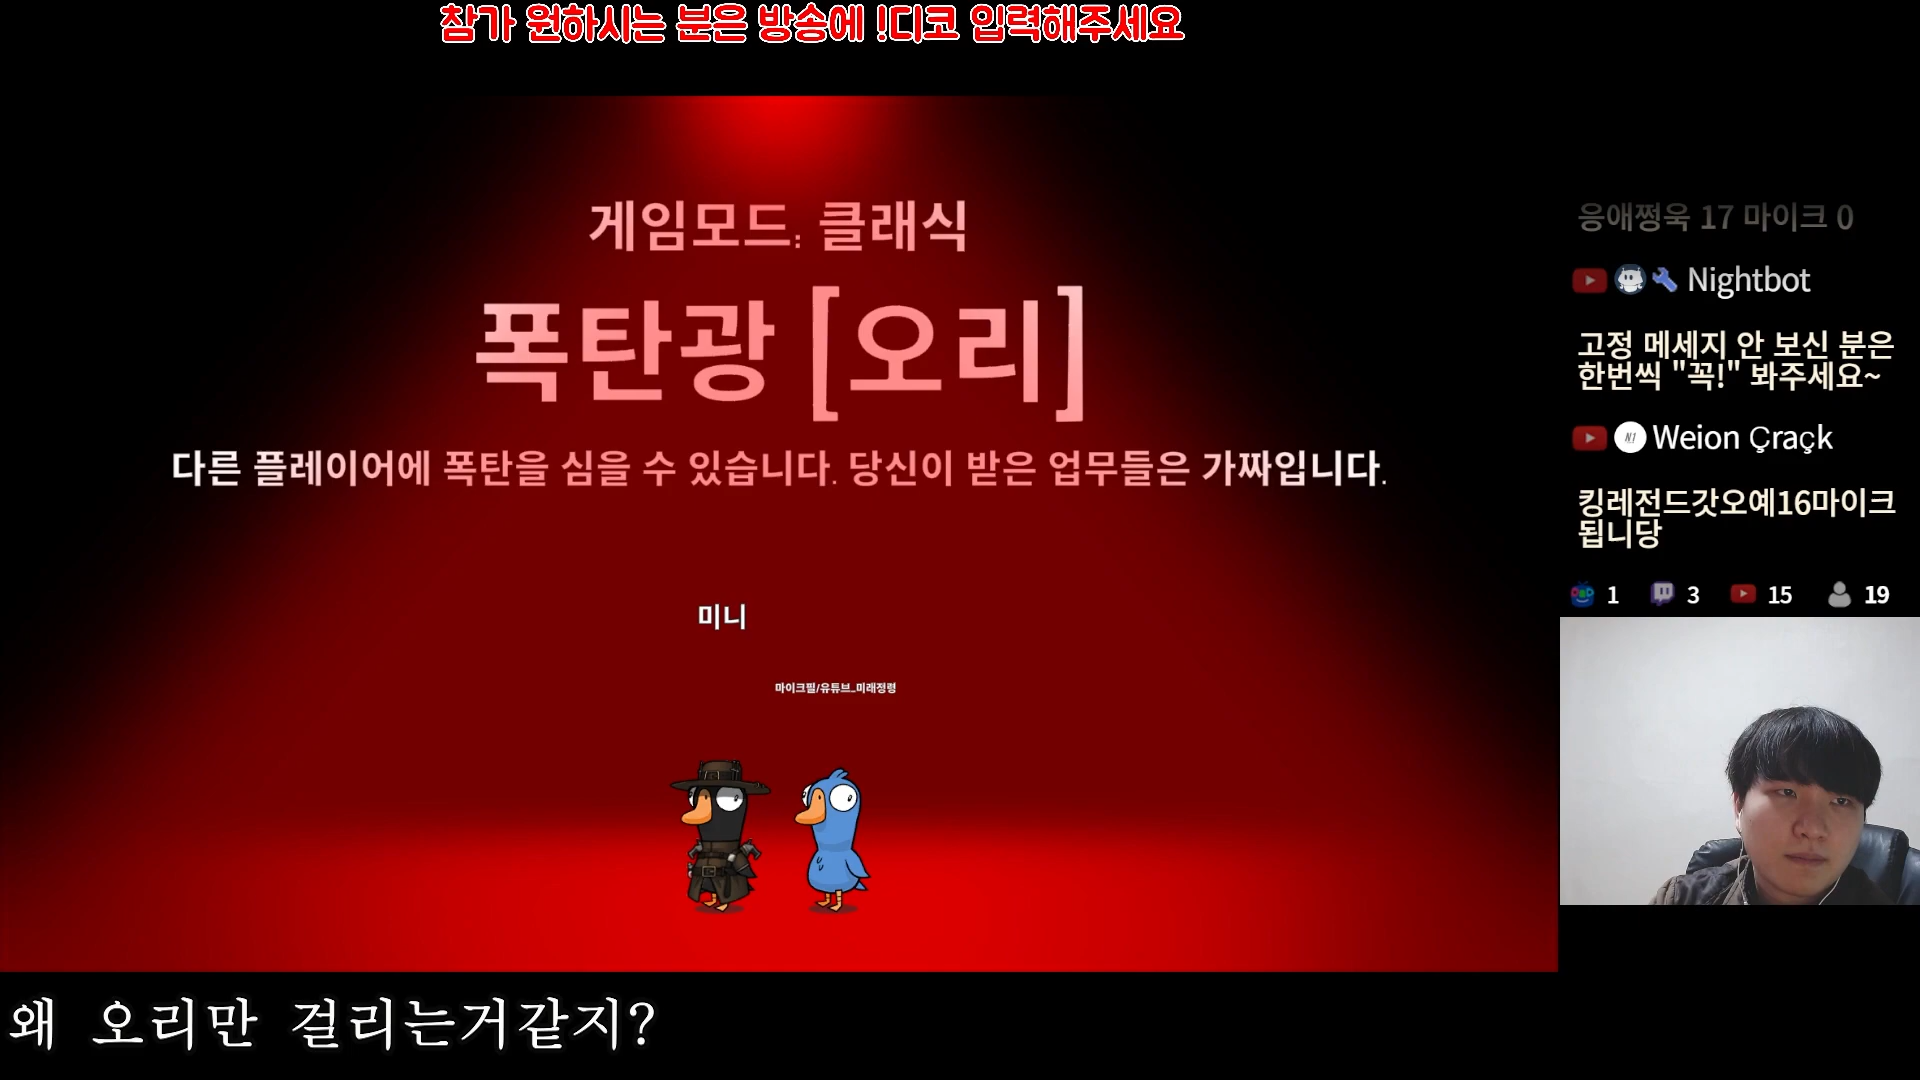 참가 원하시는 분은 방송에 !디코 입력해주세요
게임모드: 클래식
폭탄광 [오리]
다른 플레이어에 폭탄을 심을 수 있습니다. 당신이 받은 업무들은 가짜입니다.
미니
마이크필/유튜브_미래정령
응애쩡욱 17 마이크 0
Nightbot
고정 메세지 안 보신 분은
한번씩 "꼭!" 봐주세요~
N1
Weion Çraçk
킹레전드갓오예16마이크
됩니당
1 3 15 19
왜 오리만 걸리는거같지?